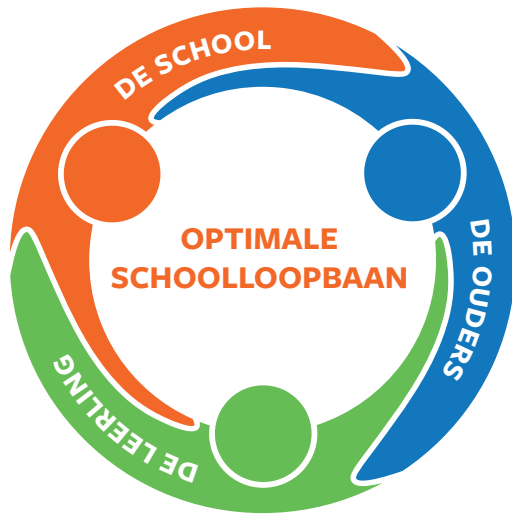 DE SCHOOL
DE OUDERS
OPTIMALE
SCHOOLLOOPBAAN
DE LEERLING